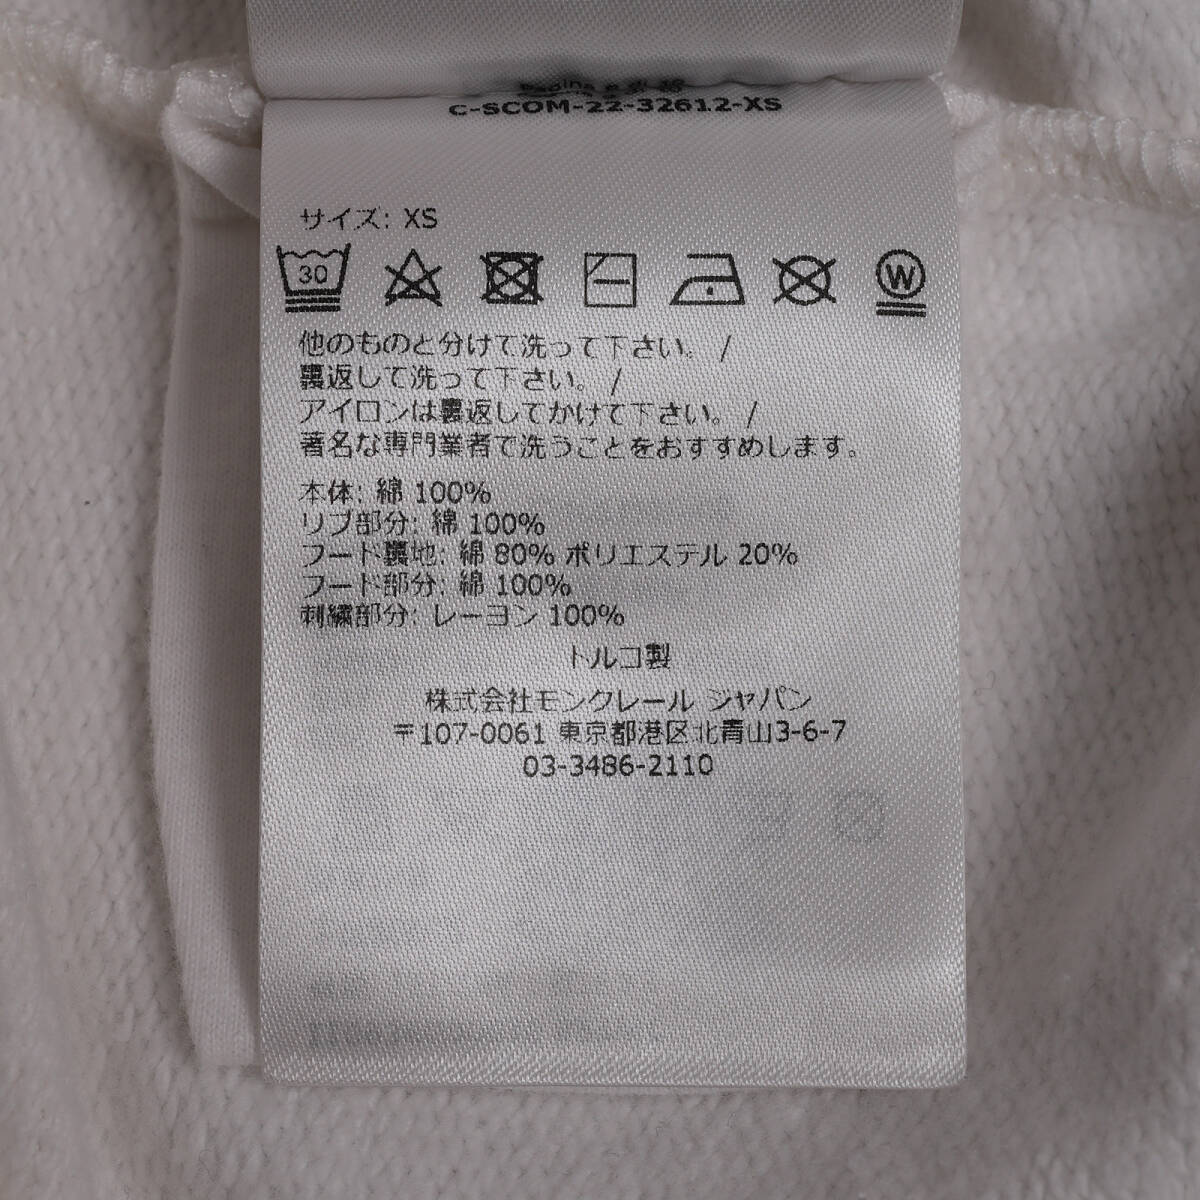 C-SCOM-22-32612-XS
サイズ: XS
30
W
他のものと分けて洗って下さい。 /
裏返して洗って下さい。 /
アイロンは裏返してかけて下さい。 /
著名な専門業者で洗うことをおすすめします。
本体: 綿 100%
リブ部分: 綿 100%
フード裏地: 綿 80% ポリエステル 20%
フード部分: 綿 100%
刺繍部分: レーヨン 100%
トルコ製
株式会社モンクレール ジャパン
〒107-0061 東京都港区北青山3-6-7
03-3486-2110